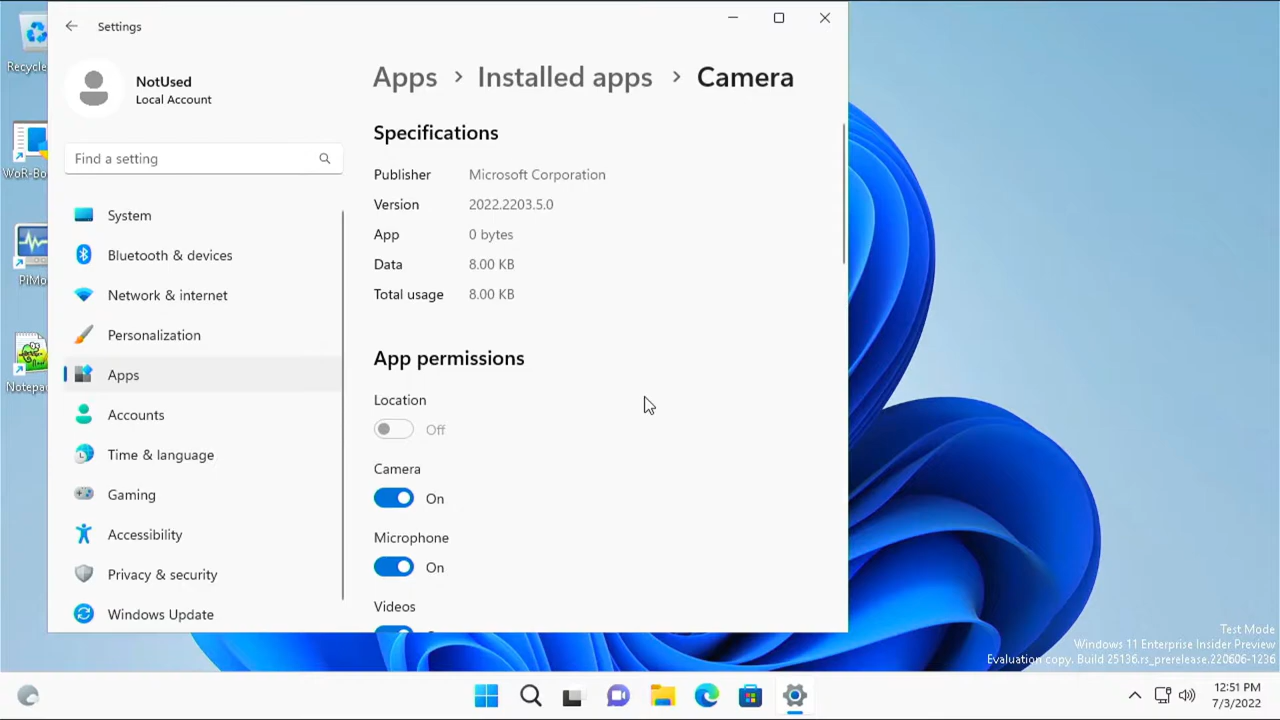 Settings
NotUsed
Local Account
Find a setting
System
Bluetooth & devices
Network & internet
Personalization
Apps
Accounts
Time & language
Gaming
Accessibility
Privacy & security
Windows Update
Apps > Installed apps > Camera
Specifications
Publisher Microsoft Corporation
Version 2022.2203.5.0
App 0 bytes
Data 8.00 KB
Total usage 8.00 KB
App permissions
Location
Off
Camera
On
Microphone
On
Videos
Recycle
WoR-Bo
PiMo
Notepa
Test Mode
Windows 11 Enterprise Insider Preview
Evaluation copy. Build 25136.rs_prerelease.220606-1236
12:51 PM
7/3/2022